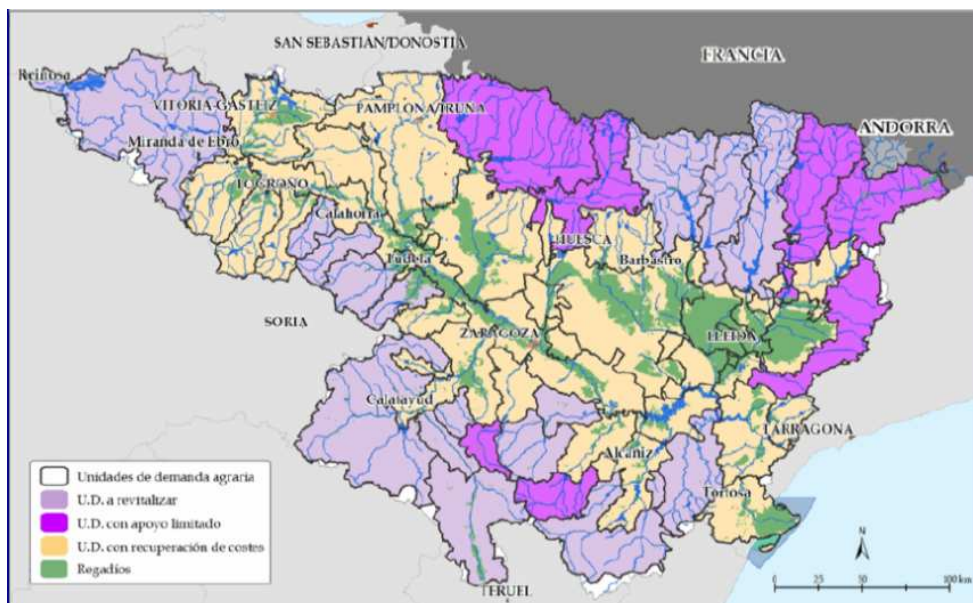 SAN SEBASTIÁN/DONOSTIA
FRANCIA
Reinosa
VITORIA-GASTEIZ
PAMPLONA/IRUÑA
ANDORRA
Miranda de Ebro
LOGROÑO
Calahorra
HUESCA
Barbastro
Tudela
SORIA
ZARAGOZA
LLEIDA
Calatayud
TARRAGONA
Alcañiz
Tortosa
TERUEL
Unidades de demanda agraria
U.D. a revitalizar
U.D. con apoyo limitado
U.D. con recuperación de costes
Regadíos
N
0 25 50 100 km